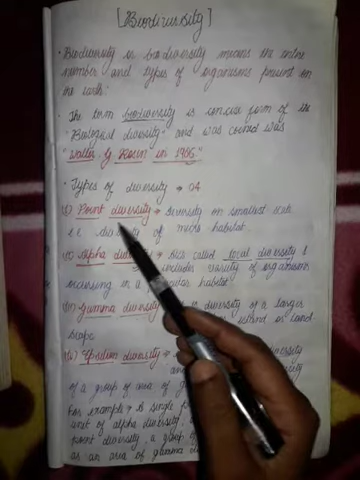 [Biodiversity]
• Biodiversity is biodiversity means the entire
number and types of organisms present on
the earth:
• The term biodiversity is concise form of the
"Biological diversity" and was coined was
"Walter G Rosen in 1986."
• Types of diversity → 04
(i) Point diversity → diversity on smallest scale
i.e diversity of micro habitat.
Alpha → Also called local diversity &
includes variety of organisms
occurring in a habitat
(iii) Gamma diversity diversity of a larger
island or land
scape
(iv) Epsilon diversity → diversity
of a group of area of
For example → A single
unit of alpha diversity,
point diversity, a group of
as an area of gamma